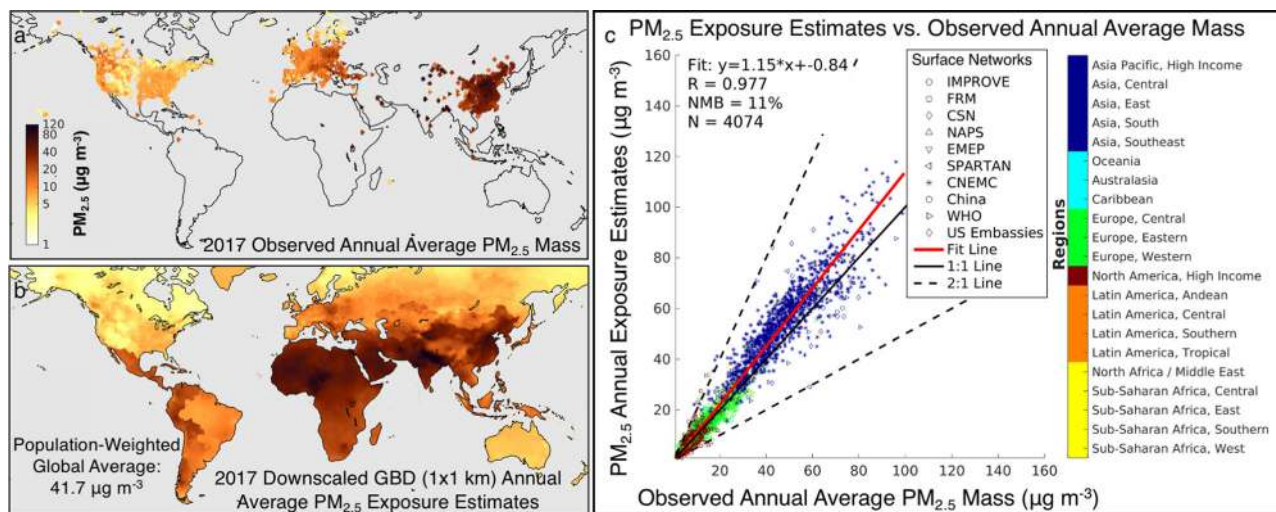 a
120
80
40
20
10
5
1
PM2.5 (µg m-3)
2017 Observed Annual Average PM2.5 Mass
b
Population-Weighted
Global Average:
41.7 µg m-3
2017 Downscaled GBD (1x1 km) Annual
Average PM2.5 Exposure Estimates
c
PM2.5 Exposure Estimates vs. Observed Annual Average Mass
PM2.5 Annual Exposure Estimates (µg m-3)
160
140
120
100
80
60
40
20
Fit: y=1.15*x+-0.84
R = 0.977
NMB = 11%
N = 4074
Surface Networks
IMPROVE
FRM
CSN
NAPS
EMEP
SPARTAN
CNEMC
China
WHO
US Embassies
Fit Line
1:1 Line
2:1 Line
20 40 60 80 100 120 140 160
Observed Annual Average PM2.5 Mass (µg m-3)
Regions
Asia Pacific, High Income
Asia, Central
Asia, East
Asia, South
Asia, Southeast
Oceania
Australasia
Caribbean
Europe, Central
Europe, Eastern
Europe, Western
North America, High Income
Latin America, Andean
Latin America, Central
Latin America, Southern
Latin America, Tropical
North Africa / Middle East
Sub-Saharan Africa, Central
Sub-Saharan Africa, East
Sub-Saharan Africa, Southern
Sub-Saharan Africa, West